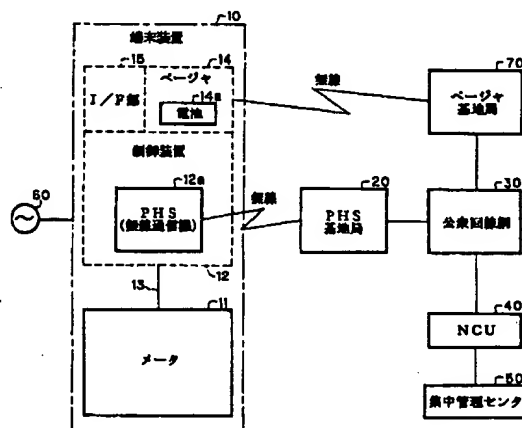 10
端末装置
15
14
ページャ
I/F部
14a
電池
無線
70
ページャ
基地局
制御装置
12a
PHS
(無線通信機)
無線
20
PHS
基地局
30
公衆回線網
60
12
13
11
メータ
40
NCU
50
集中管理センタ